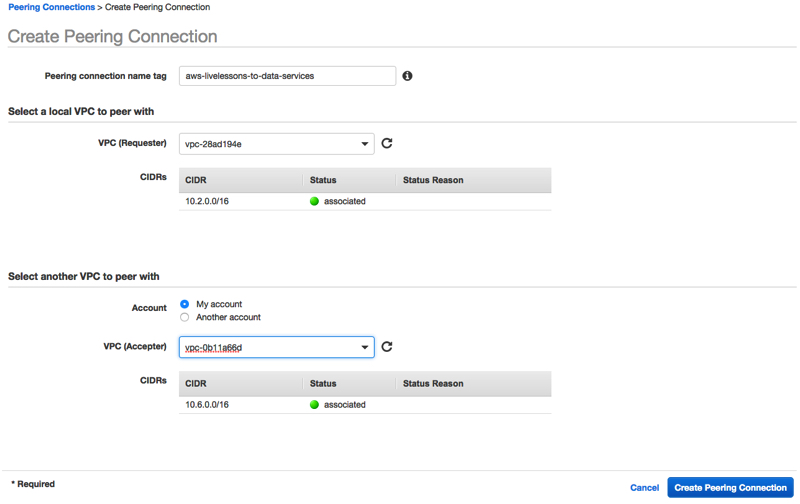 Peering Connections > Create Peering Connection
Create Peering Connection
Peering connection name tag aws-livelessons-to-data-services
Select a local VPC to peer with
VPC (Requester) vpc-28ad194e
CIDRs CIDR Status Status Reason
10.2.0.0/16 associated
Select another VPC to peer with
Account My account
Another account
VPC (Accepter) vpc-0b11a66d
CIDRs CIDR Status Status Reason
10.6.0.0/16 associated
* Required
Cancel Create Peering Connection